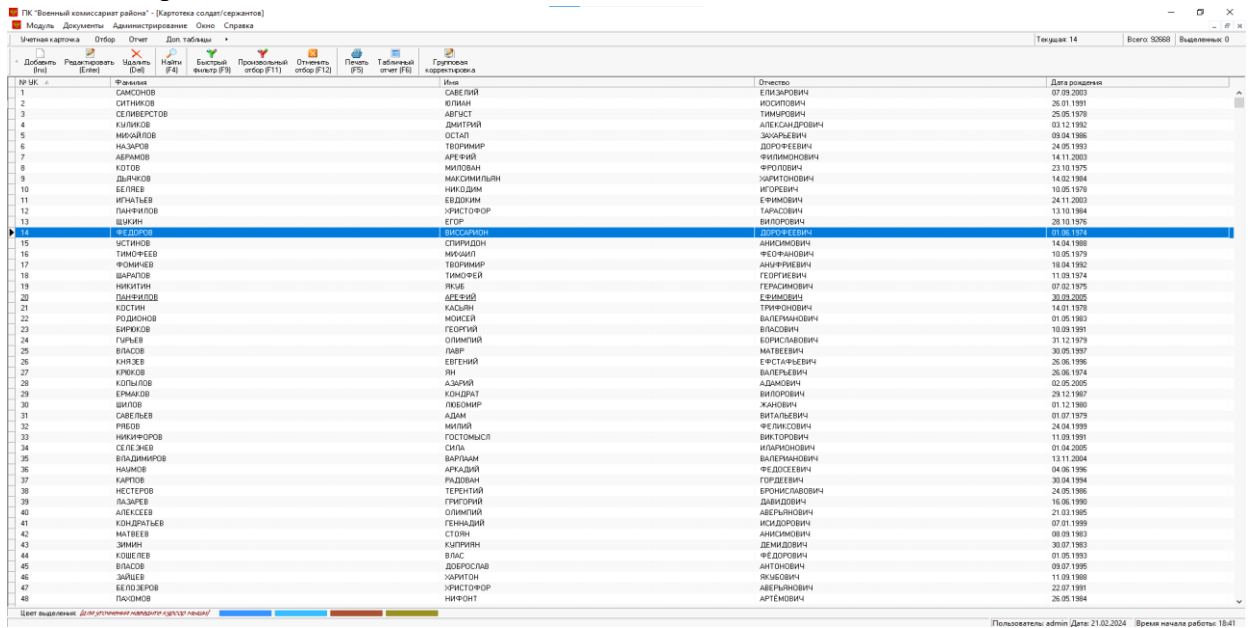 ПК "Военный комиссариат района" - [Картотека солдат/сержантов]
Модуль Документы Администрирование Окно Справка
Учетная карточка Отбор Отчет Доп. таблицы Текущая: 14 Всего: 92668 Выделенных: 0
Добавить (Ins) Редактировать (Enter) Удалить (Del) Найти (F4) Быстрый фильтр (F9) Произвольный отбор (F11) Отменить отбор (F12) Печать (F5) Табличный отчет (F6) Групповая корректировка
№ УК Фамилия Имя Отчество Дата рождения
1 САМСОНОВ САВЕЛИЙ ЕЛИЗАРОВИЧ 07.09.2003
2 СИТНИКОВ ЮЛИАН ИОСИПОВИЧ 26.01.1991
3 СЕЛИВЕРСТОВ АВГУСТ ТИМУРОВИЧ 25.05.1978
4 КУЛИКОВ ДМИТРИЙ АЛЕКСАНДРОВИЧ 03.12.1992
5 МИХАЙЛОВ ОСТАП ЗАХАРЬЕВИЧ 09.04.1986
6 НАЗАРОВ ТВОРИМИР ДОРОФЕЕВИЧ 24.05.1993
7 АБРАМОВ АРЕФИЙ ФИЛИМОНОВИЧ 14.11.2003
8 КОТОВ МИЛОВАН ФРОЛОВИЧ 23.10.1975
9 ДЬЯЧКОВ МАКСИМИЛЬЯН ХАРИТОНОВИЧ 14.02.1984
10 БЕЛЯЕВ НИКОДИМ ИГОРЕВИЧ 10.05.1978
11 ИГНАТЬЕВ ЕВДОКИМ ЕФИМОВИЧ 24.11.2003
12 ПАНФИЛОВ ХРИСТОФОР ТАРАСОВИЧ 13.10.1984
13 ЩУКИН ЕГОР ВИЛОРОВИЧ 28.10.1976
14 ФЕДОРОВ ВИССАРИОН ДОРОФЕЕВИЧ 01.06.1974
15 УСТИНОВ СПИРИДОН АНИСИМОВИЧ 14.04.1988
16 ТИМОФЕЕВ МИХАИЛ ФЕОФАНОВИЧ 10.05.1979
17 ФОМИЧЕВ ТВОРИМИР АНУФРИЕВИЧ 18.04.1992
18 ШАРАПОВ ТИМОФЕЙ ГЕОРГИЕВИЧ 11.09.1974
19 НИКИТИН ЯКУБ ГЕРАСИМОВИЧ 07.02.1975
20 ПАНФИЛОВ АРЕФИЙ ЕФИМОВИЧ 30.09.2005
21 КОСТИН КАСЬЯН ТРИФОНОВИЧ 14.01.1978
22 РОДИОНОВ МОИСЕЙ ВАЛЕРИАНОВИЧ 01.05.1983
23 БИРЮКОВ ГЕОРГИЙ ВЛАСОВИЧ 10.09.1991
24 ГУРЬЕВ ОЛИМПИЙ БОРИСЛАВОВИЧ 31.12.1979
25 ВЛАСОВ ЛАВР МАТВЕЕВИЧ 30.05.1997
26 КНЯЗЕВ ЕВГЕНИЙ ЕФСТАФЬЕВИЧ 26.06.1996
27 КРЮКОВ ЯН ВАЛЕРЬЕВИЧ 26.06.1974
28 КОПЫЛОВ АЗАРИЙ АДАМОВИЧ 02.05.2005
29 ЕРМАКОВ КОНДРАТ ВИЛОРОВИЧ 29.12.1987
30 ШИЛОВ ЛЮБОМИР ЖАНОВИЧ 01.12.1980
31 САВЕЛЬЕВ АДАМ ВИТАЛЬЕВИЧ 01.07.1979
32 РЯБОВ МИЛИЙ ФЕЛИКСОВИЧ 24.04.1999
33 НИКИФОРОВ ГОСТОМЫСЛ ВИКТОРОВИЧ 11.09.1991
34 СЕЛЕЗНЕВ СИЛА ИЛАРИОНОВИЧ 01.04.2005
35 ВЛАДИМИРОВ ВАРЛААМ ВАЛЕРИАНОВИЧ 13.11.2004
36 НАУМОВ АРКАДИЙ ФЕДОСЕЕВИЧ 04.06.1996
37 КАРПОВ РАДОВАН ГОРДЕЕВИЧ 30.04.1994
38 НЕСТЕРОВ ТЕРЕНТИЙ БРОНИСЛАВОВИЧ 24.05.1986
39 ЛАЗАРЕВ ГРИГОРИЙ ДАВИДОВИЧ 16.06.1990
40 АЛЕКСЕЕВ ОЛИМПИЙ АВЕРЬЯНОВИЧ 21.03.1985
41 КОНДРАТЬЕВ ГЕННАДИЙ ИСИДОРОВИЧ 07.01.1999
42 МАТВЕЕВ СТОЯН АНИСИМОВИЧ 08.09.1983
43 ЗИМИН КУПРИЯН ДЕМИДОВИЧ 30.07.1983
44 КОШЕЛЕВ ВЛАС ФЁДОРОВИЧ 01.05.1993
45 ВЛАСОВ ДОБРОСЛАВ АНТОНОВИЧ 09.07.1995
46 ЗАЙЦЕВ ХАРИТОН ЯКУБОВИЧ 11.09.1988
47 БЕЛОЗЕРОВ ХРИСТОФОР АВЕРЬЯНОВИЧ 22.07.1991
48 ПАХОМОВ НИФОНТ АРТЁМОВИЧ 26.05.1984
Цвет выделения: Для уточнения наведите курсор мыши!
Пользователь: admin Дата: 21.02.2024 Время начала работы: 18:41